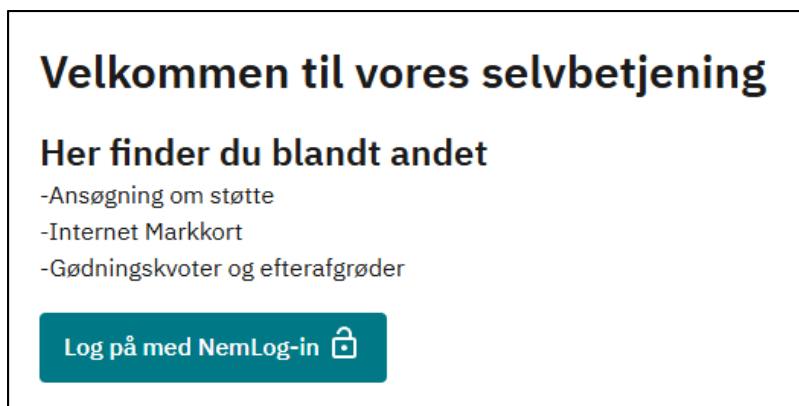 Velkommen til vores selvbetjening
Her finder du blandt andet
-Ansøgning om støtte
-Internet Markkort
-Gødningskvoter og efterafgrøder
Log på med NemLog-in